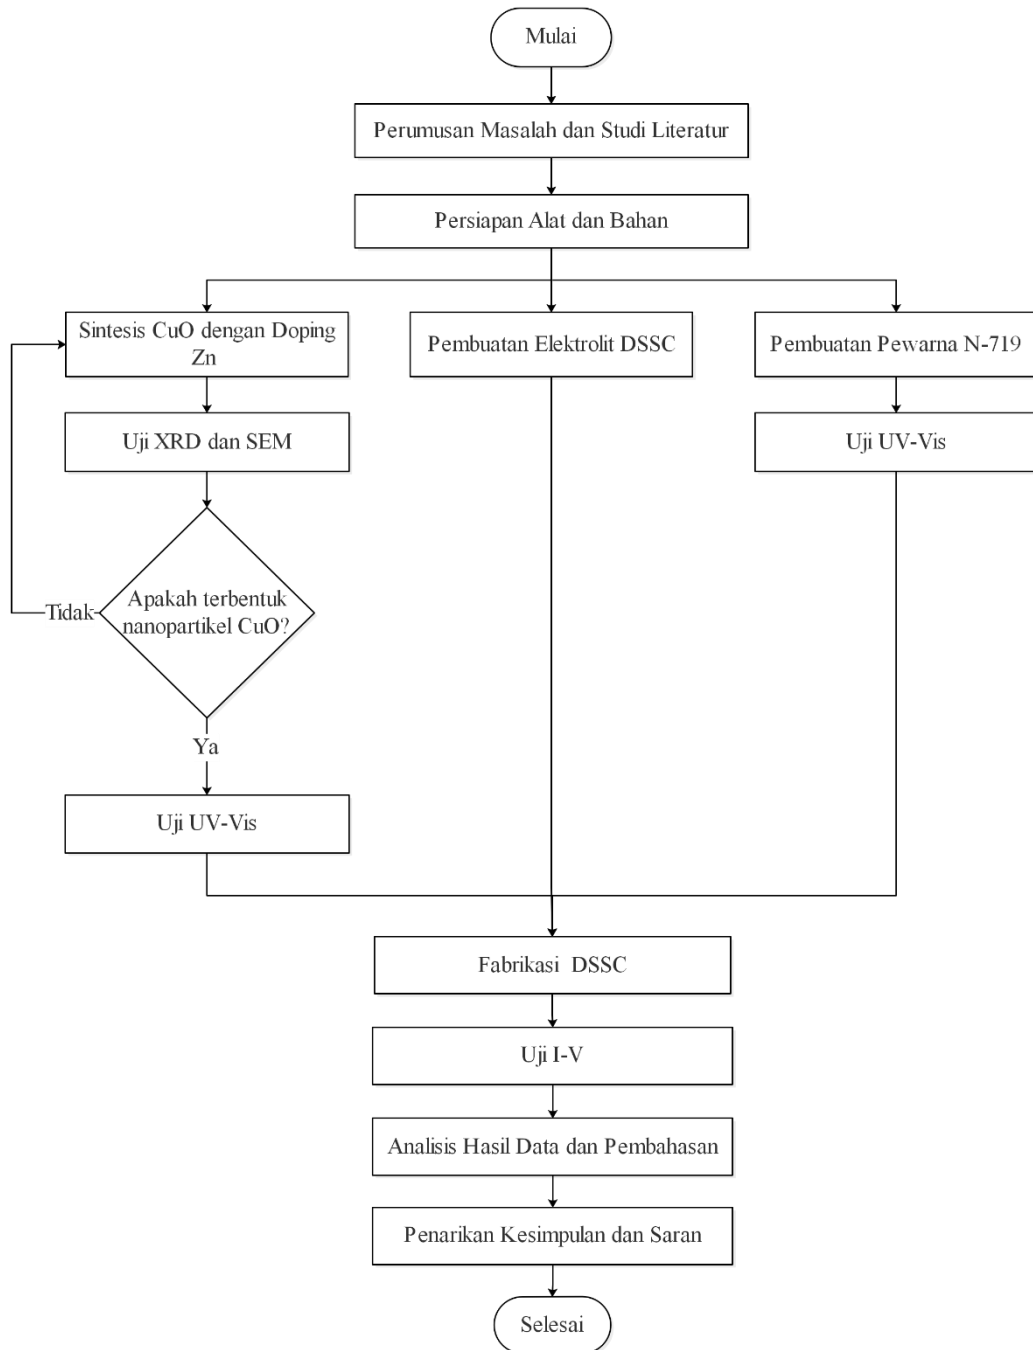 Mulai
Perumusan Masalah dan Studi Literatur
Persiapan Alat dan Bahan
Sintesis CuO dengan Doping
Zn
Pembuatan Elektrolit DSSC
Pembuatan Pewarna N-719
Uji XRD dan SEM
Uji UV-Vis
Apakah terbentuk
nanopartikel CuO?
Tidak
Ya
Uji UV-Vis
Fabrikasi DSSC
Uji I-V
Analisis Hasil Data dan Pembahasan
Penarikan Kesimpulan dan Saran
Selesai